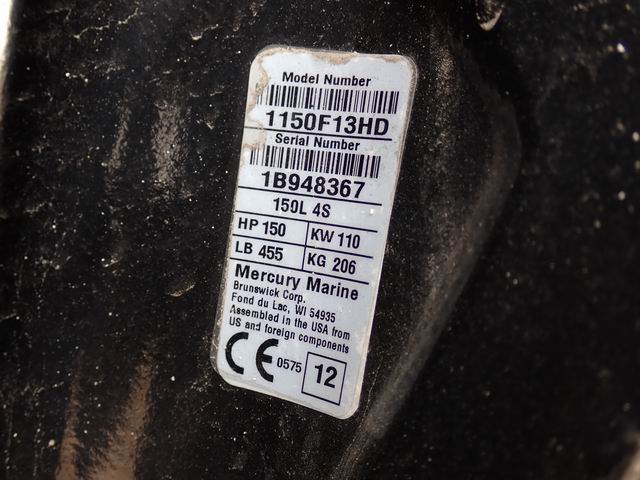 Model Number
1150F13HD
Serial Number
1B948367
150L 4S
HP 150 KW 110
LB 455 KG 206
Mercury Marine
Brunswick Corp.
Fond du Lac, WI 54935
Assembled in the USA from
US and foreign components
CE 0575 12